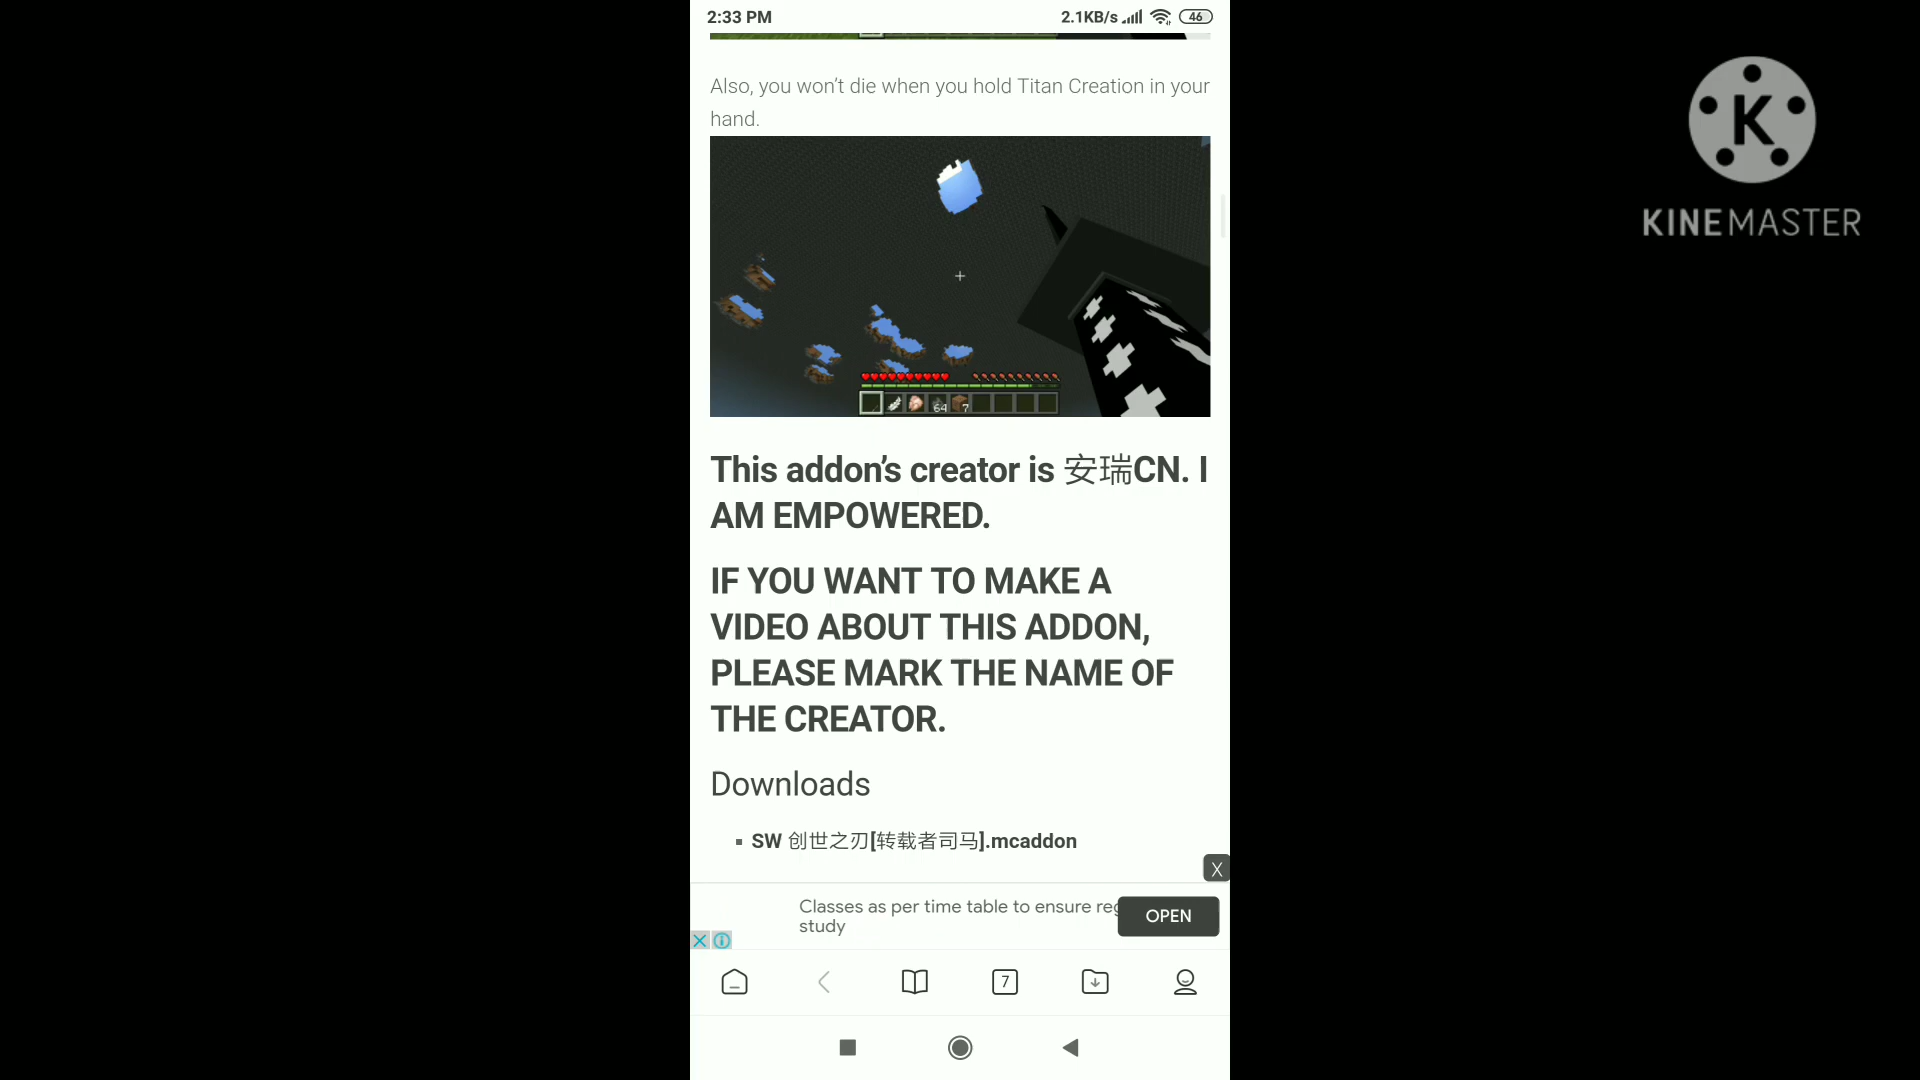 2:33 PM
2.1KB/s
46
K
KINEMASTER
Also, you won't die when you hold Titan Creation in your
hand.
64
7
This addon's creator is 安瑞CN. I
AM EMPOWERED.
IF YOU WANT TO MAKE A
VIDEO ABOUT THIS ADDON,
PLEASE MARK THE NAME OF
THE CREATOR.
Downloads
SW 创世之刃[转载者司马].mcaddon
X
Classes as per time table to ensure reg
study
OPEN
7